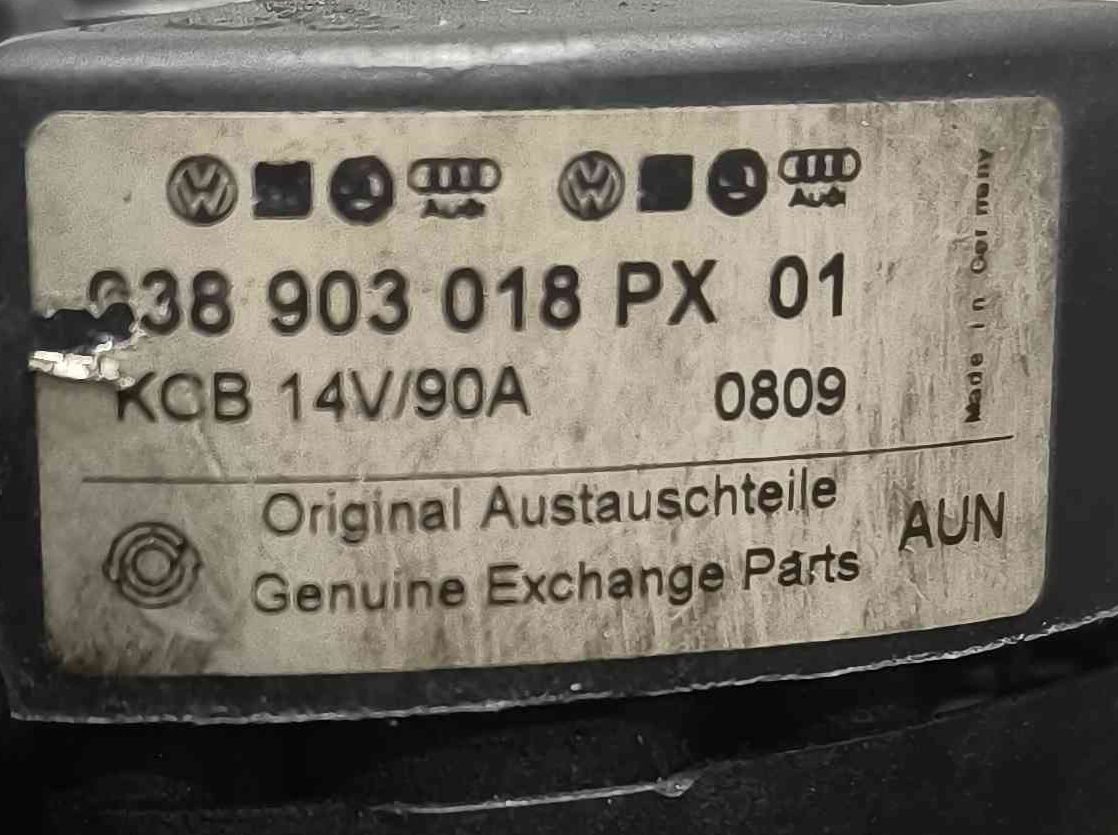 Audi Audi
38 903 018 PX 01
KCB 14V/90A 0809
Made in Germany
Original Austauschteile
Genuine Exchange Parts
AUN